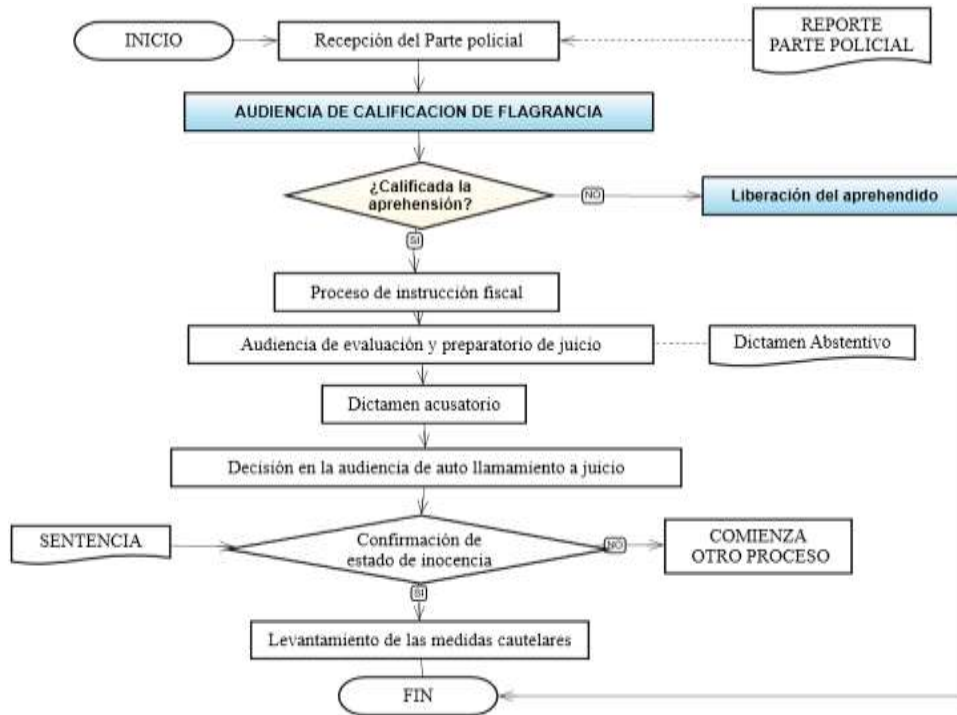 INICIO
Recepción del Parte policial
REPORTE
PARTE POLICIAL
AUDIENCIA DE CALIFICACION DE FLAGRANCIA
¿Calificada la
aprehensión?
NO
Liberación del aprehendido
SI
Proceso de instrucción fiscal
Audiencia de evaluación y preparatorio de juicio
Dictamen Abstentivo
Dictamen acusatorio
Decisión en la audiencia de auto llamamiento a juicio
SENTENCIA
Confirmación de
estado de inocencia
NO
COMIENZA
OTRO PROCESO
SI
Levantamiento de las medidas cautelares
FIN